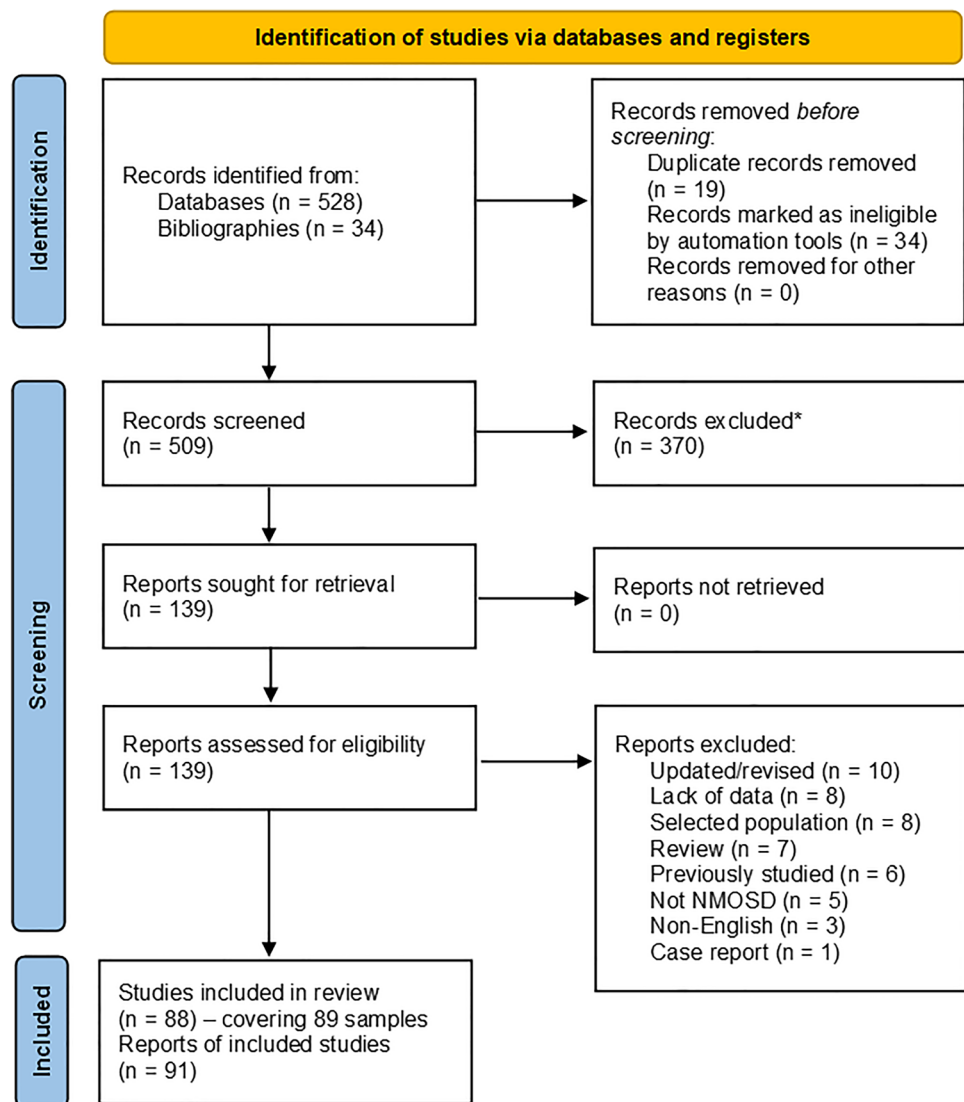 Identification of studies via databases and registers
Identification
Records identified from:
Databases (n = 528)
Bibliographies (n = 34)
Records removed before
screening:
Duplicate records removed
(n = 19)
Records marked as ineligible
by automation tools (n = 34)
Records removed for other
reasons (n = 0)
Screening
Records screened
(n = 509)
Records excluded*
(n = 370)
Reports sought for retrieval
(n = 139)
Reports not retrieved
(n = 0)
Reports assessed for eligibility
(n = 139)
Reports excluded:
Updated/revised (n = 10)
Lack of data (n = 8)
Selected population (n = 8)
Review (n = 7)
Previously studied (n = 6)
Not NMOSD (n = 5)
Non-English (n = 3)
Case report (n = 1)
Included
Studies included in review
(n = 88) – covering 89 samples
Reports of included studies
(n = 91)